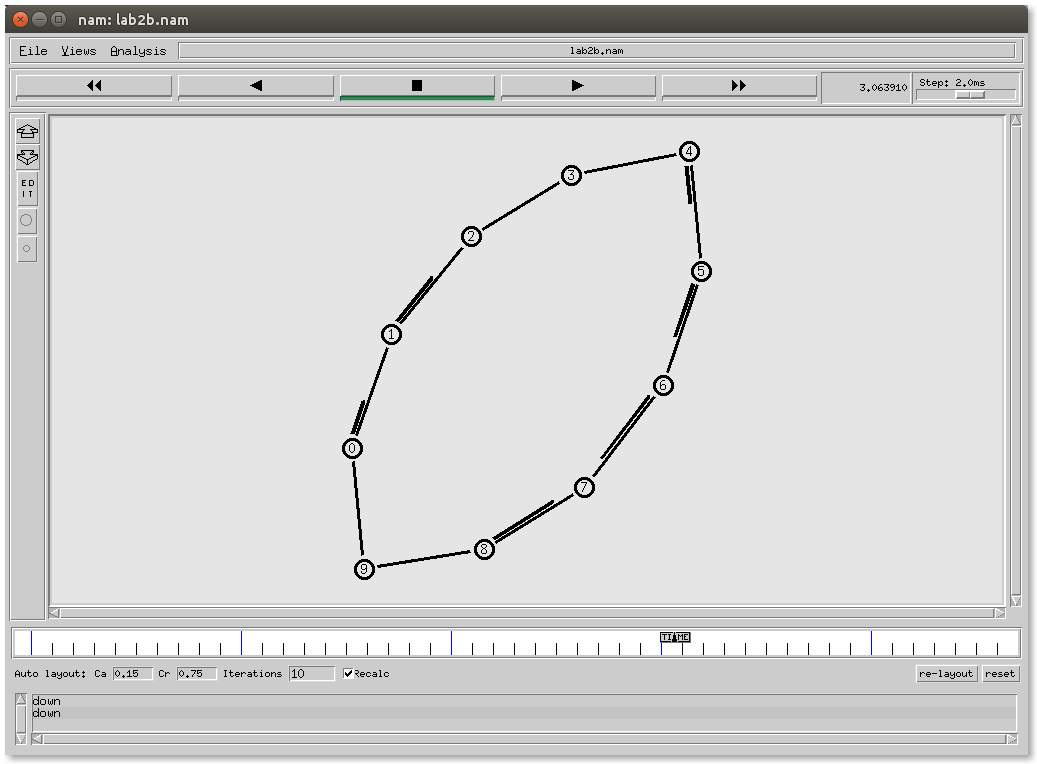 nam: lab2b.nam
File Views Analysis lab2b.nam
3.063910 Step: 2.0ms
ED
IT
4
3
2
5
1
6
0
7
8
9
TIME
Auto layout: Ca 0.15 Cr 0.75 Iterations 10 Recalc re-layout reset
down
down